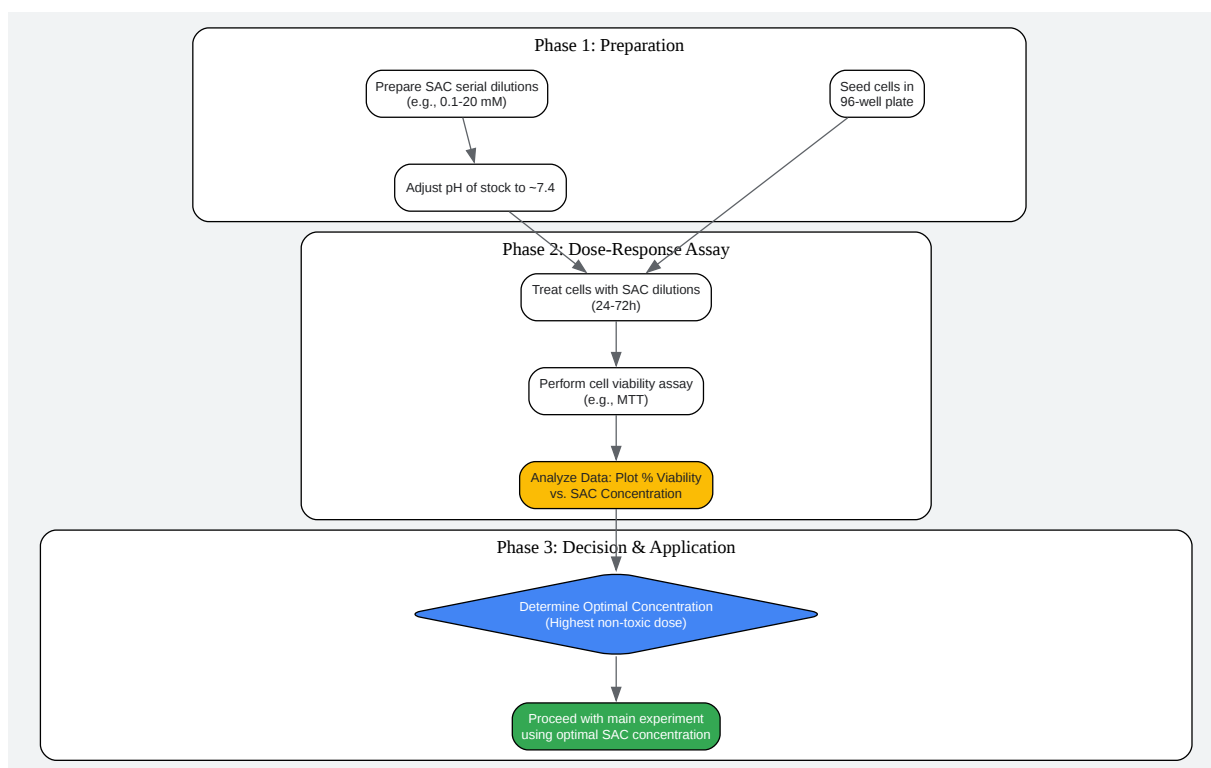 Phase 1: Preparation
Prepare SAC serial dilutions
(e.g., 0.1-20 mM)
Seed cells in
96-well plate
Adjust pH of stock to ~7.4
Phase 2: Dose-Response Assay
Treat cells with SAC dilutions
(24-72h)
Perform cell viability assay
(e.g., MTT)
Analyze Data: Plot % Viability
vs. SAC Concentration
Phase 3: Decision & Application
Determine Optimal Concentration
(Highest non-toxic dose)
Proceed with main experiment
using optimal SAC concentration